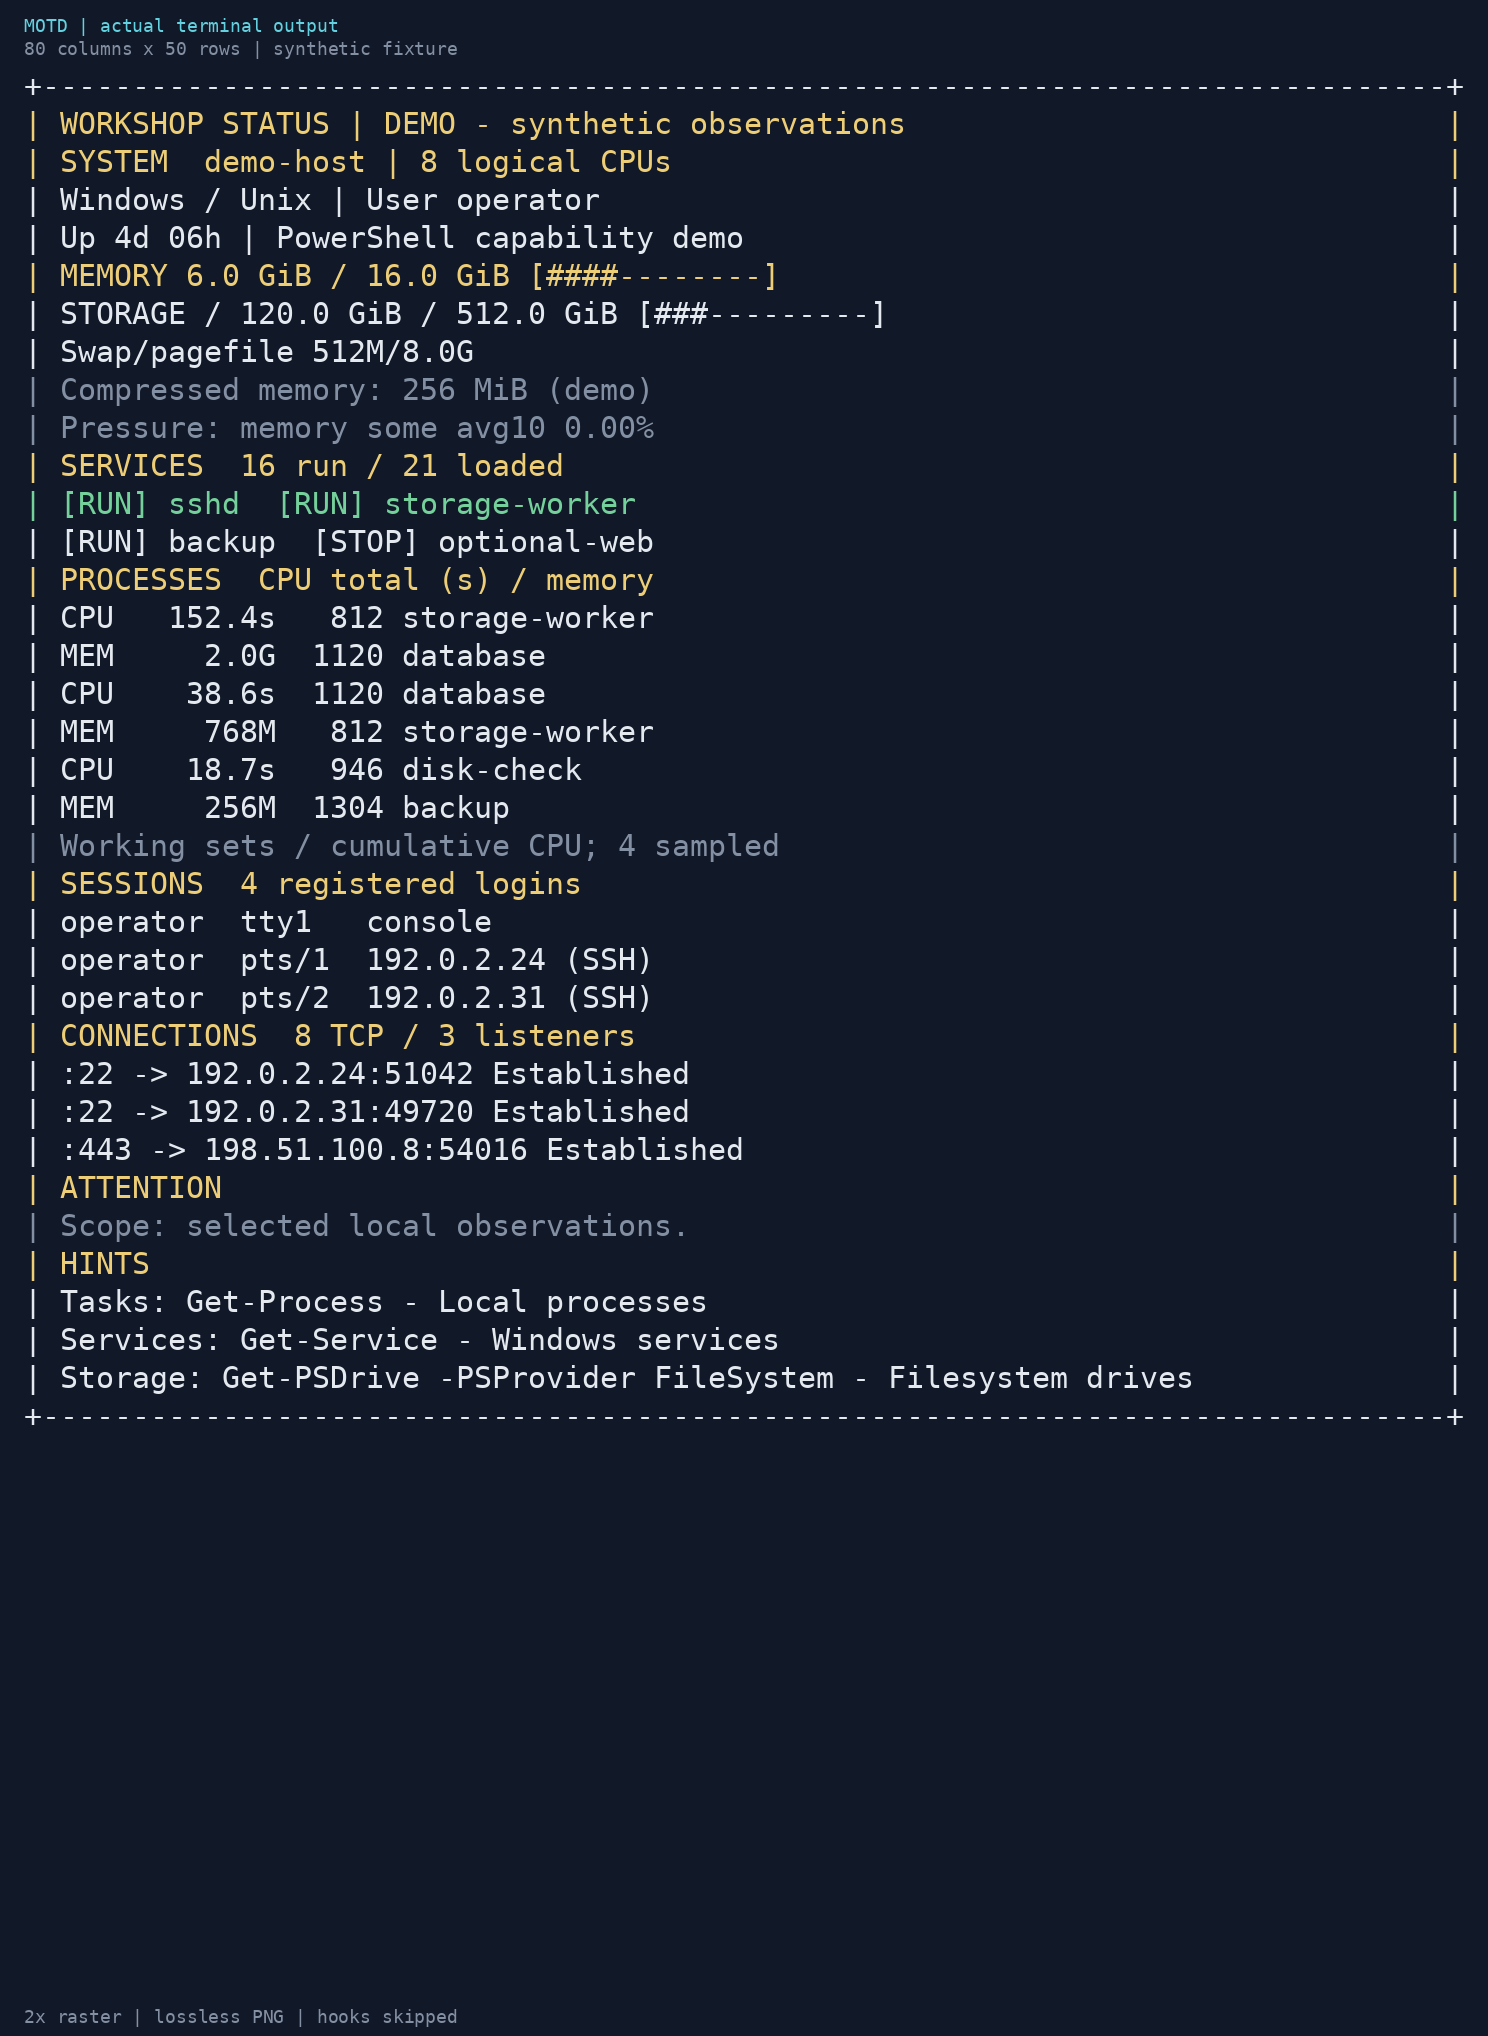 MOTD | actual terminal output
80 columns x 50 rows | synthetic fixture
+------------------------------------------------------------------------------+
| WORKSHOP STATUS | DEMO - synthetic observations                              |
| SYSTEM  demo-host | 8 logical CPUs                                           |
| Windows / Unix | User operator                                               |
| Up 4d 06h | PowerShell capability demo                                       |
| MEMORY 6.0 GiB / 16.0 GiB [####--------]                                     |
| STORAGE / 120.0 GiB / 512.0 GiB [###---------]                               |
| Swap/pagefile 512M/8.0G                                                      |
| Compressed memory: 256 MiB (demo)                                            |
| Pressure: memory some avg10 0.00%                                            |
| SERVICES  16 run / 21 loaded                                                 |
| [RUN] sshd  [RUN] storage-worker                                             |
| [RUN] backup  [STOP] optional-web                                            |
| PROCESSES  CPU total (s) / memory                                            |
| CPU   152.4s   812 storage-worker                                            |
| MEM     2.0G  1120 database                                                  |
| CPU    38.6s  1120 database                                                  |
| MEM     768M   812 storage-worker                                            |
| CPU    18.7s   946 disk-check                                                |
| MEM     256M  1304 backup                                                    |
| Working sets / cumulative CPU; 4 sampled                                     |
| SESSIONS  4 registered logins                                                |
| operator  tty1   console                                                     |
| operator  pts/1  192.0.2.24 (SSH)                                            |
| operator  pts/2  192.0.2.31 (SSH)                                            |
| CONNECTIONS  8 TCP / 3 listeners                                             |
| :22 -> 192.0.2.24:51042 Established                                          |
| :22 -> 192.0.2.31:49720 Established                                          |
| :443 -> 198.51.100.8:54016 Established                                       |
| ATTENTION                                                                    |
| Scope: selected local observations.                                          |
| HINTS                                                                        |
| Tasks: Get-Process - Local processes                                         |
| Services: Get-Service - Windows services                                     |
| Storage: Get-PSDrive -PSProvider FileSystem - Filesystem drives              |
+------------------------------------------------------------------------------+
2x raster | lossless PNG | hooks skipped